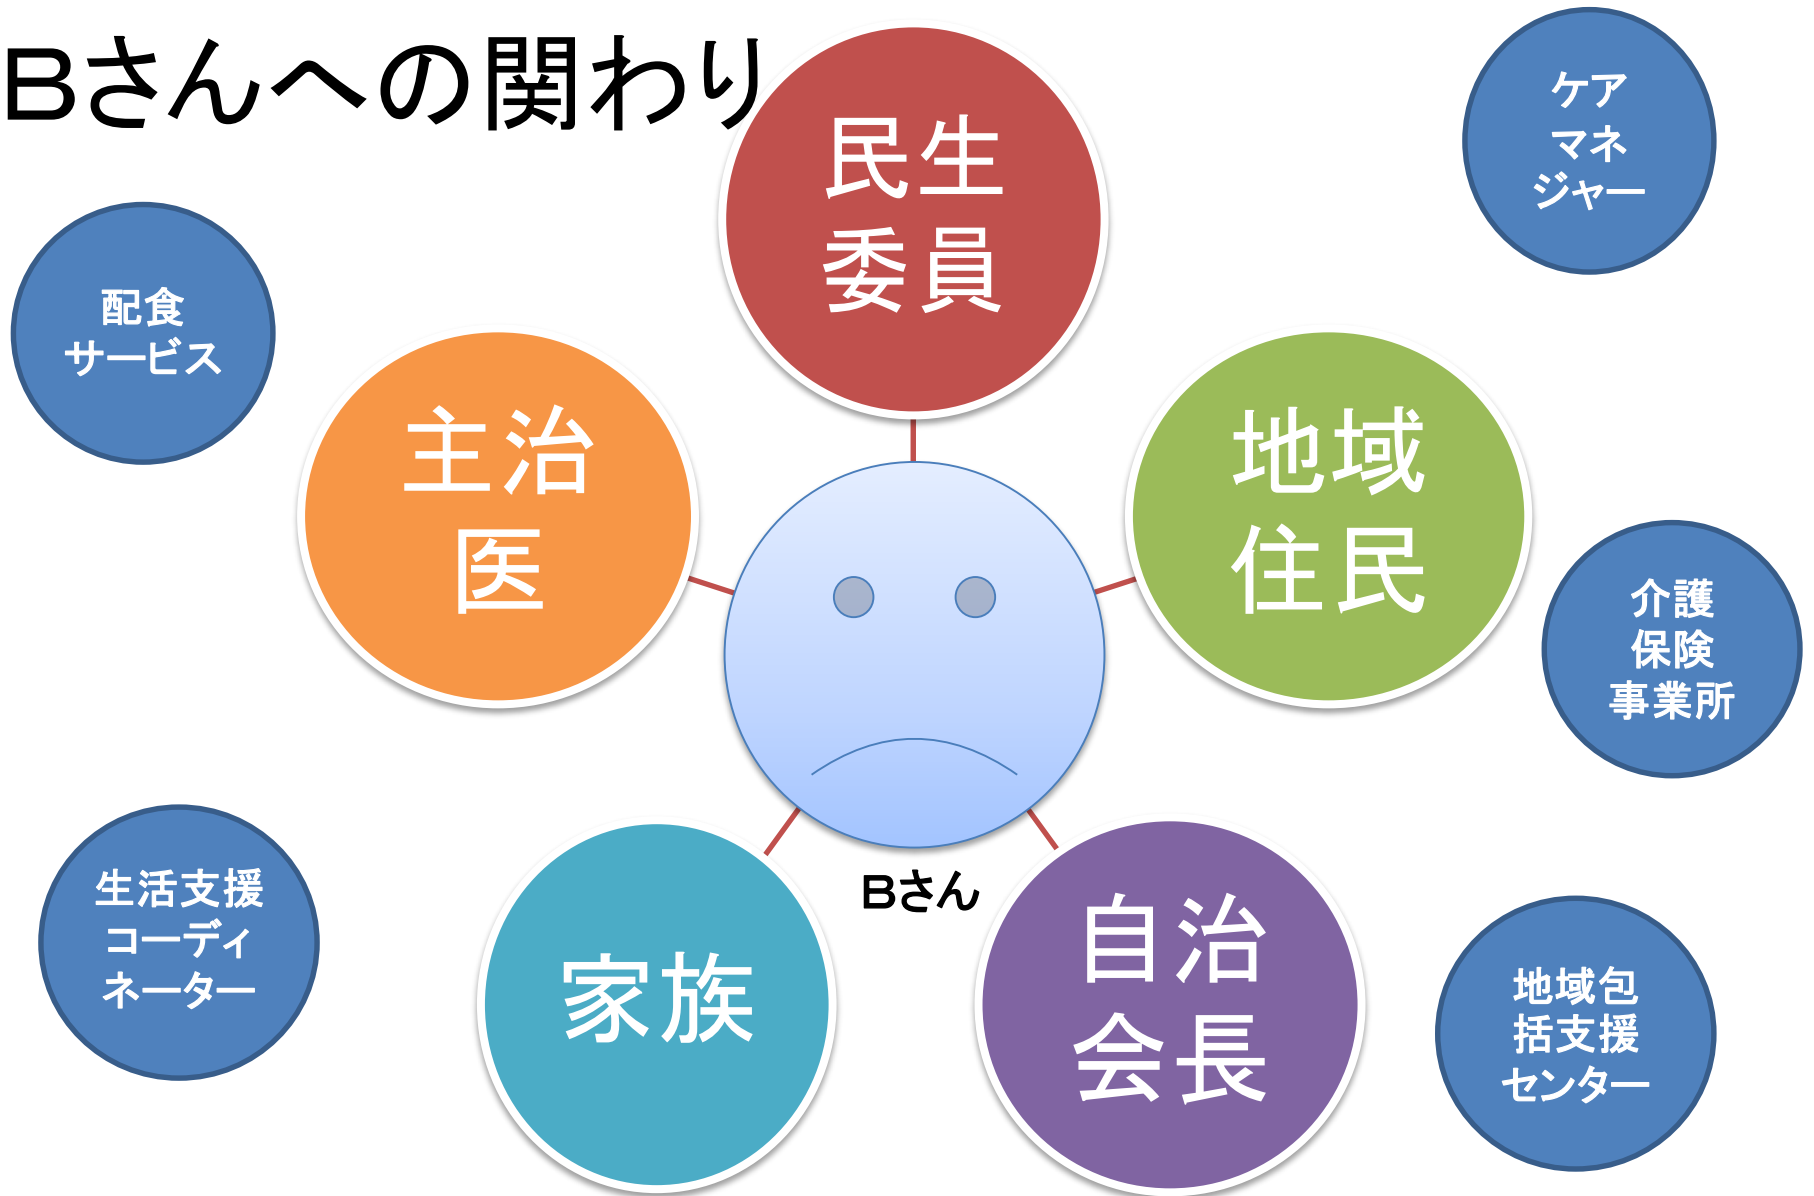 Bさんへの関わり
民生
委員
ケア
マネ
ジャー
配食
サービス
主治
医
地域
住民
介護
保険
事業所
Bさん
生活支援
コーディ
ネーター
家族
自治
会長
地域包
括支援
センター